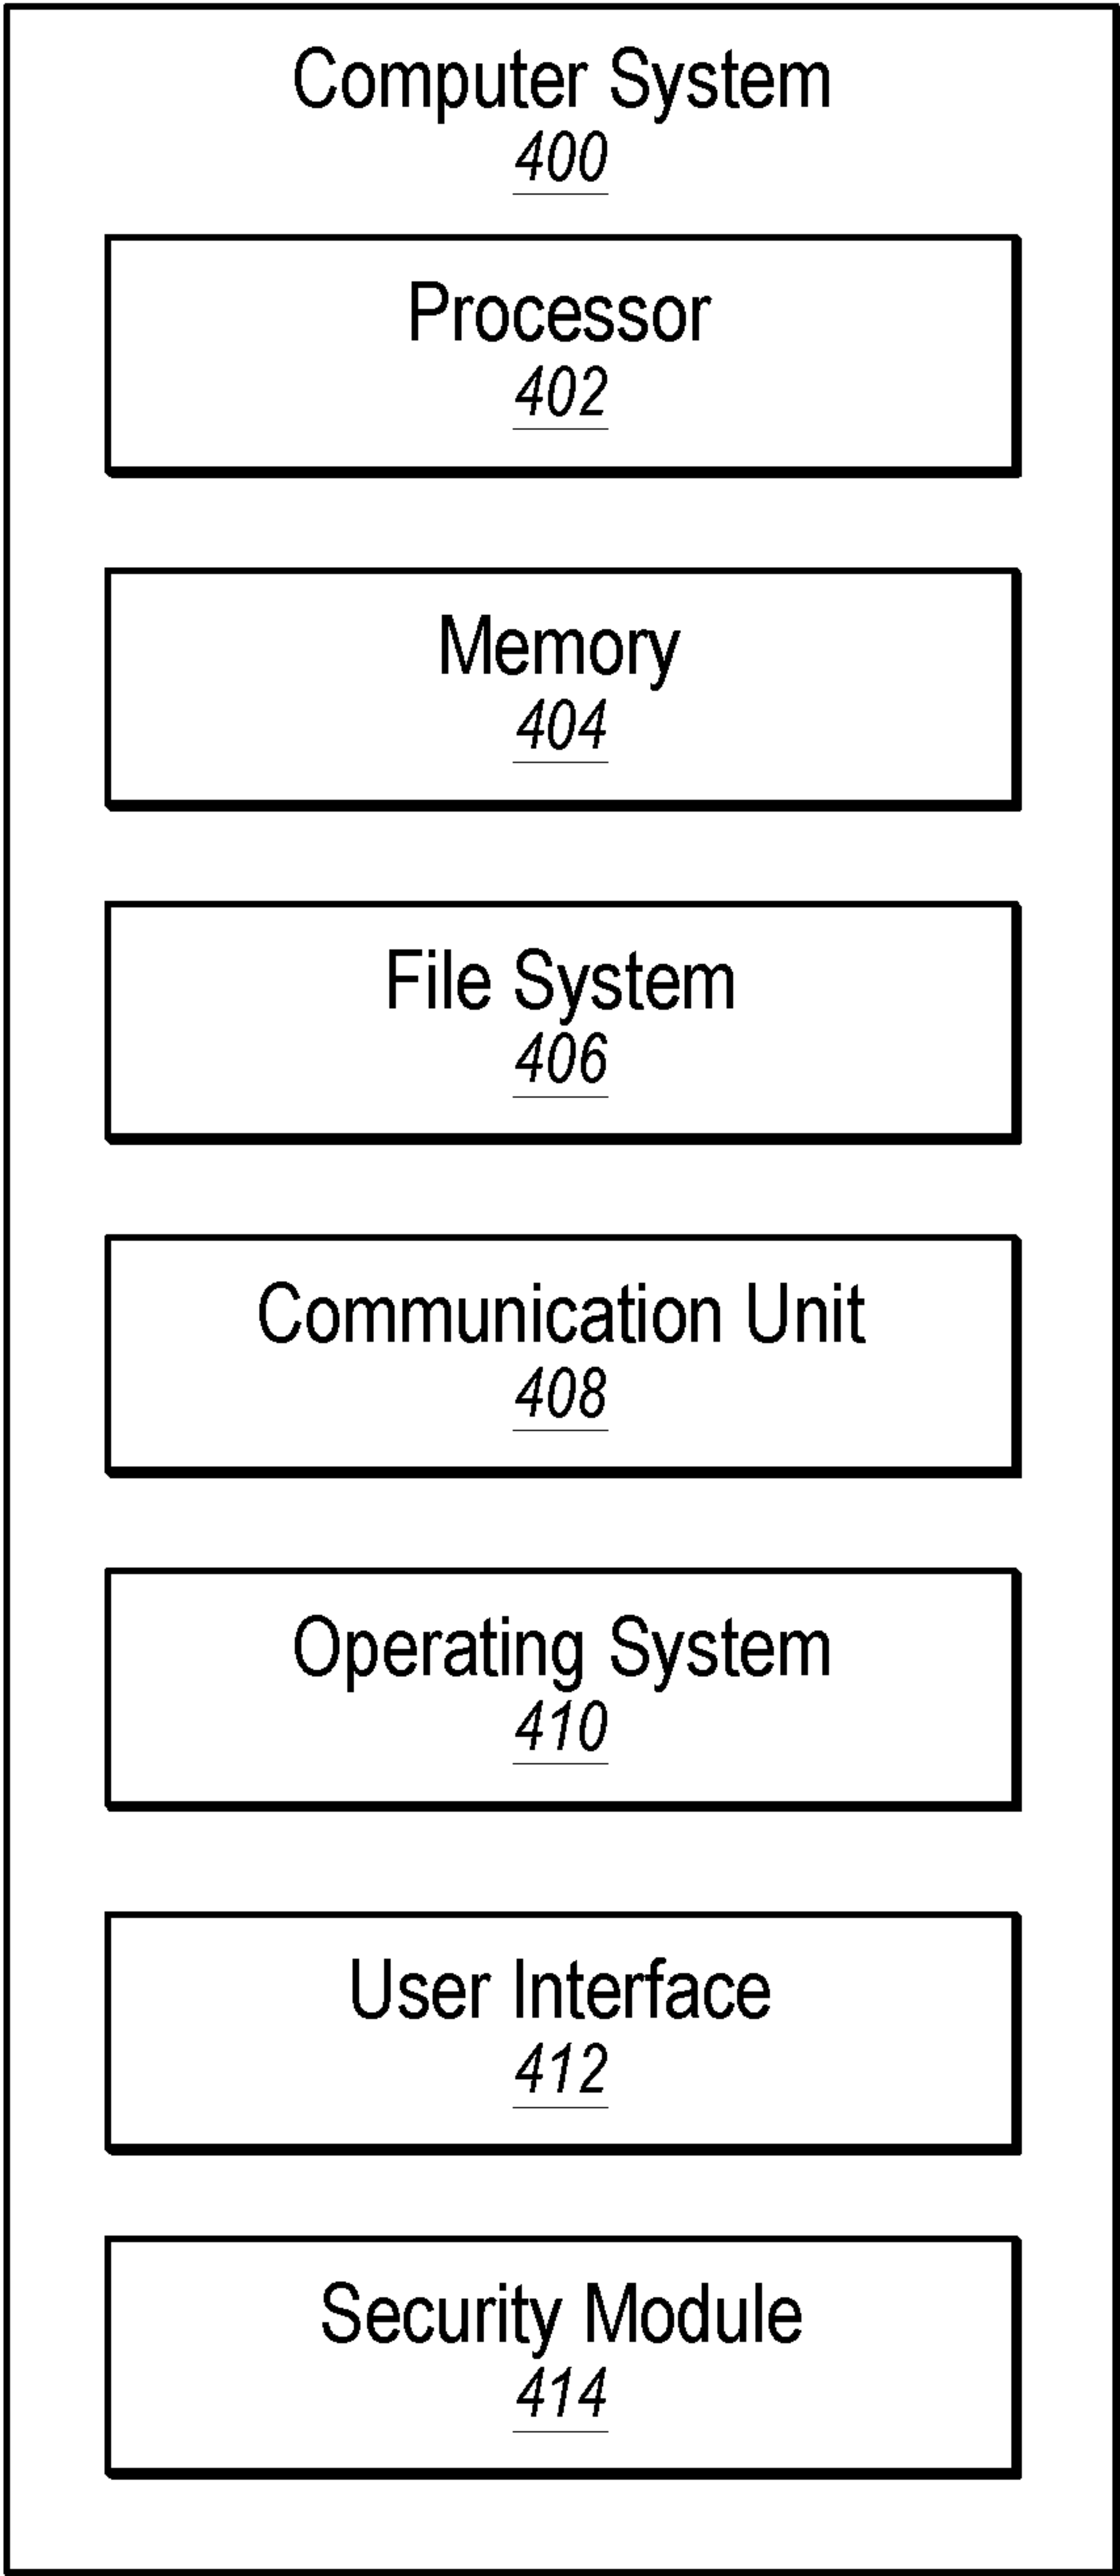 Computer System
400
Processor
402
Memory
404
File System
406
Communication Unit
408
Operating System
410
User Interface
412
Security Module
414